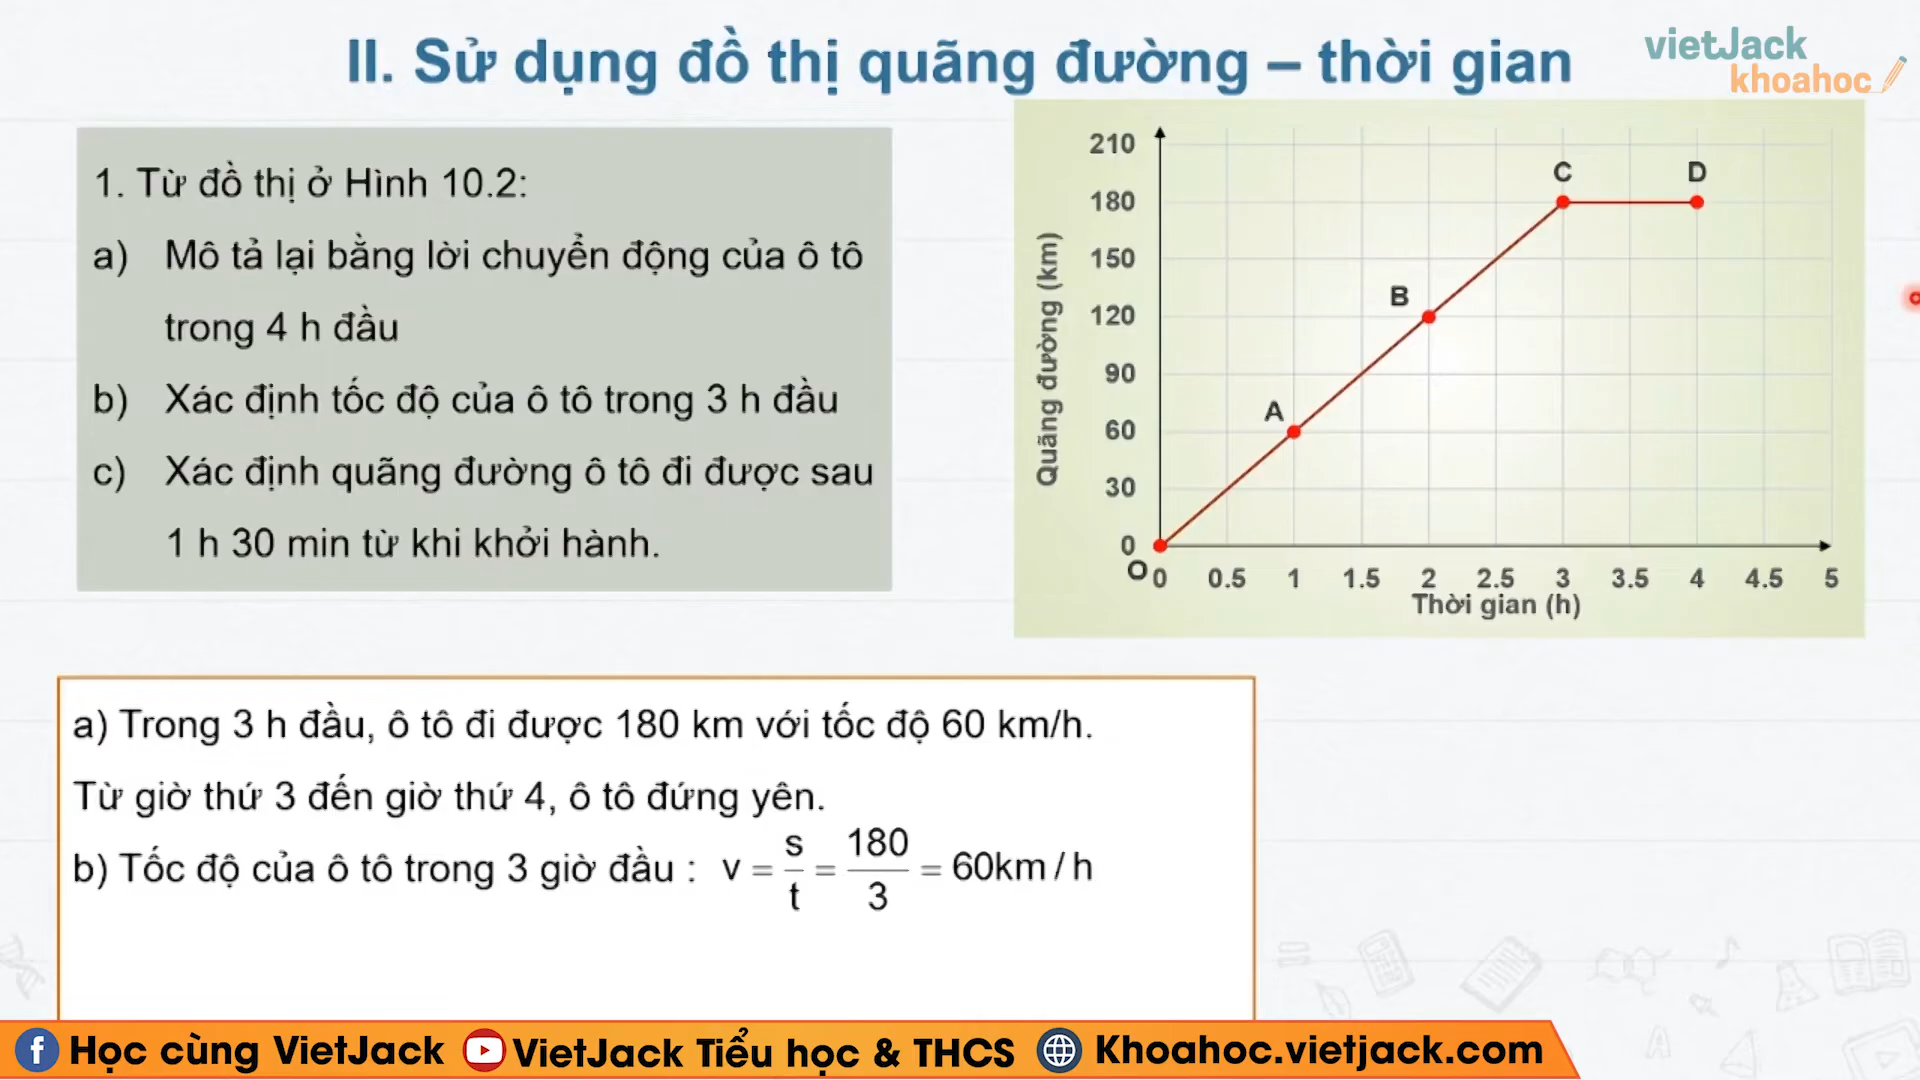 II. Sử dụng đồ thị quãng đường – thời gian
vietJack
khoahoc
1. Từ đồ thị ở Hình 10.2:
a) Mô tả lại bằng lời chuyển động của ô tô
trong 4 h đầu
b) Xác định tốc độ của ô tô trong 3 h đầu
c) Xác định quãng đường ô tô đi được sau
1 h 30 min từ khi khởi hành.
Quãng đường (km)
210
180
150
120
90
60
30
0
A
B
C
D
O
0 0.5 1 1.5 2 2.5 3 3.5 4 4.5 5
Thời gian (h)
a) Trong 3 h đầu, ô tô đi được 180 km với tốc độ 60 km/h.
Từ giờ thứ 3 đến giờ thứ 4, ô tô đứng yên.
b) Tốc độ của ô tô trong 3 giờ đầu : v = s/t = 180/3 = 60km / h
Học cùng VietJack VietJack Tiểu học & THCS Khoahoc.vietjack.com